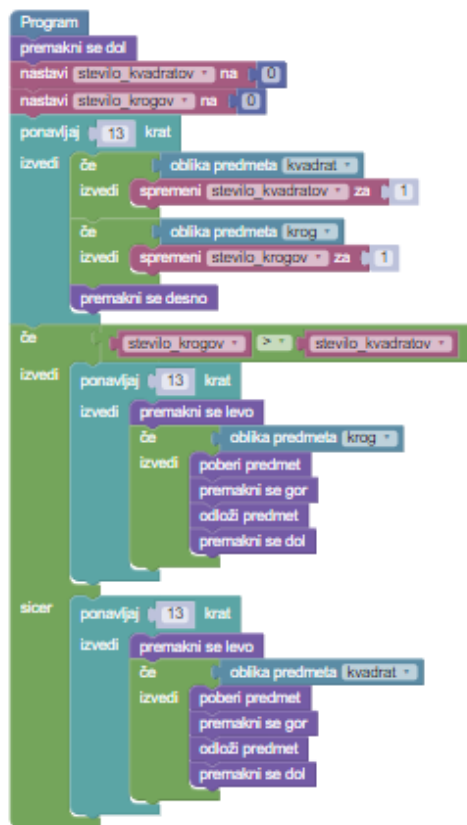 Program
premakni se dol
nastavi stevilo_kvadratov na 0
nastavi stevilo_krogov na 0
ponavljaj 13 krat
izvedi če oblika predmeta kvadrat
izvedi spremeni stevilo_kvadratov za 1
če oblika predmeta krog
izvedi spremeni stevilo_krogov za 1
premakni se desno
če stevilo_krogov > stevilo_kvadratov
izvedi ponavljaj 13 krat
izvedi premakni se levo
če oblika predmeta krog
izvedi poberi predmet
premakni se gor
odloži predmet
premakni se dol
sicer ponavljaj 13 krat
izvedi premakni se levo
če oblika predmeta kvadrat
izvedi poberi predmet
premakni se gor
odloži predmet
premakni se dol